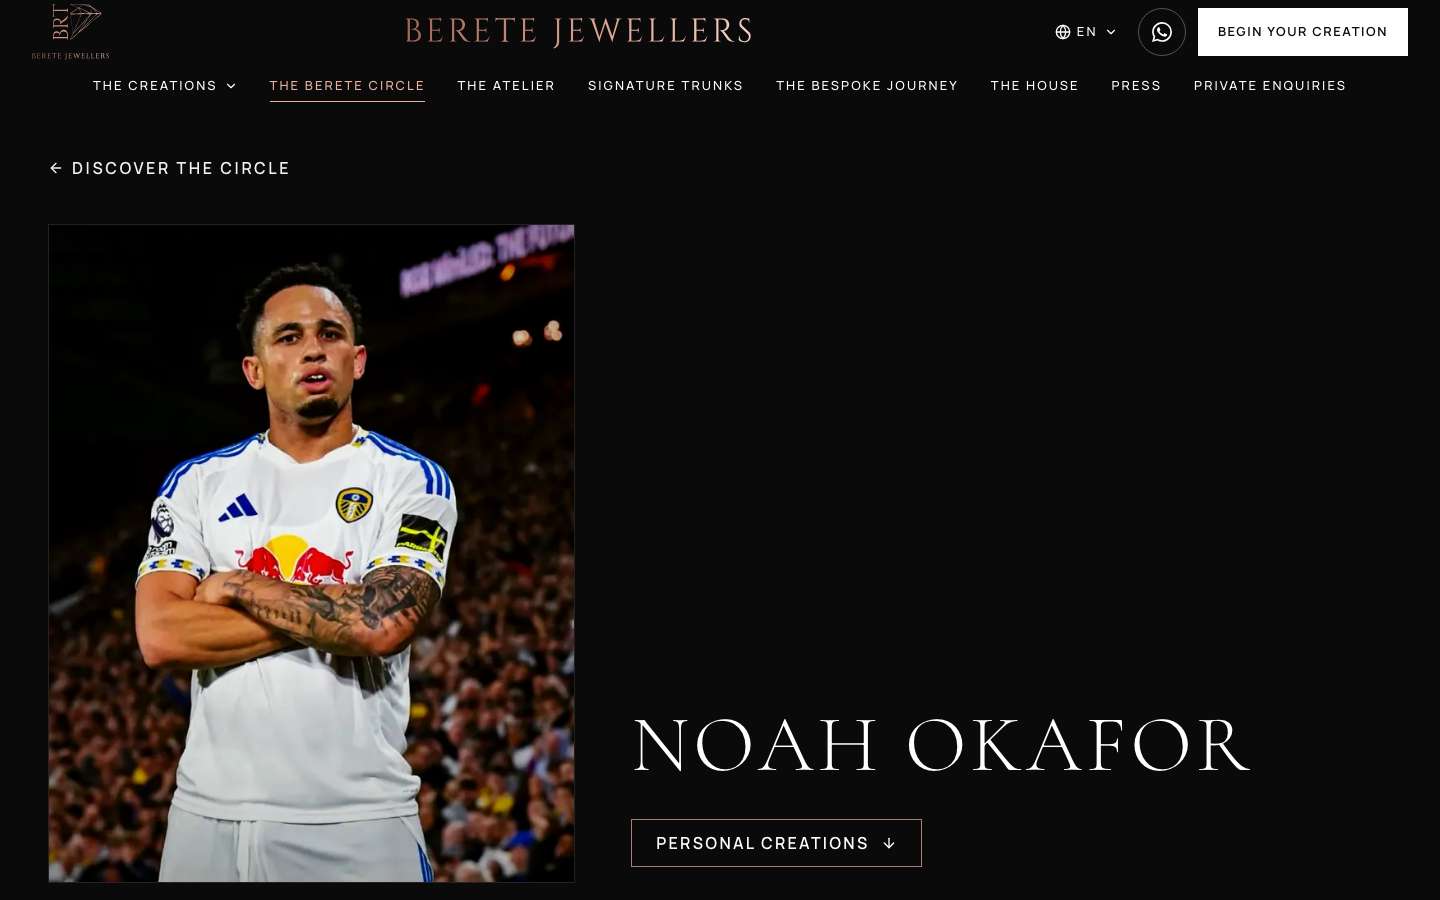 BRT
BERETE JEWELLERS
BERETE JEWELLERS
EN
BEGIN YOUR CREATION
THE CREATIONS
THE BERETE CIRCLE
THE ATELIER
SIGNATURE TRUNKS
THE BESPOKE JOURNEY
THE HOUSE
PRESS
PRIVATE ENQUIRIES
DISCOVER THE CIRCLE
NOAH OKAFOR
PERSONAL CREATIONS